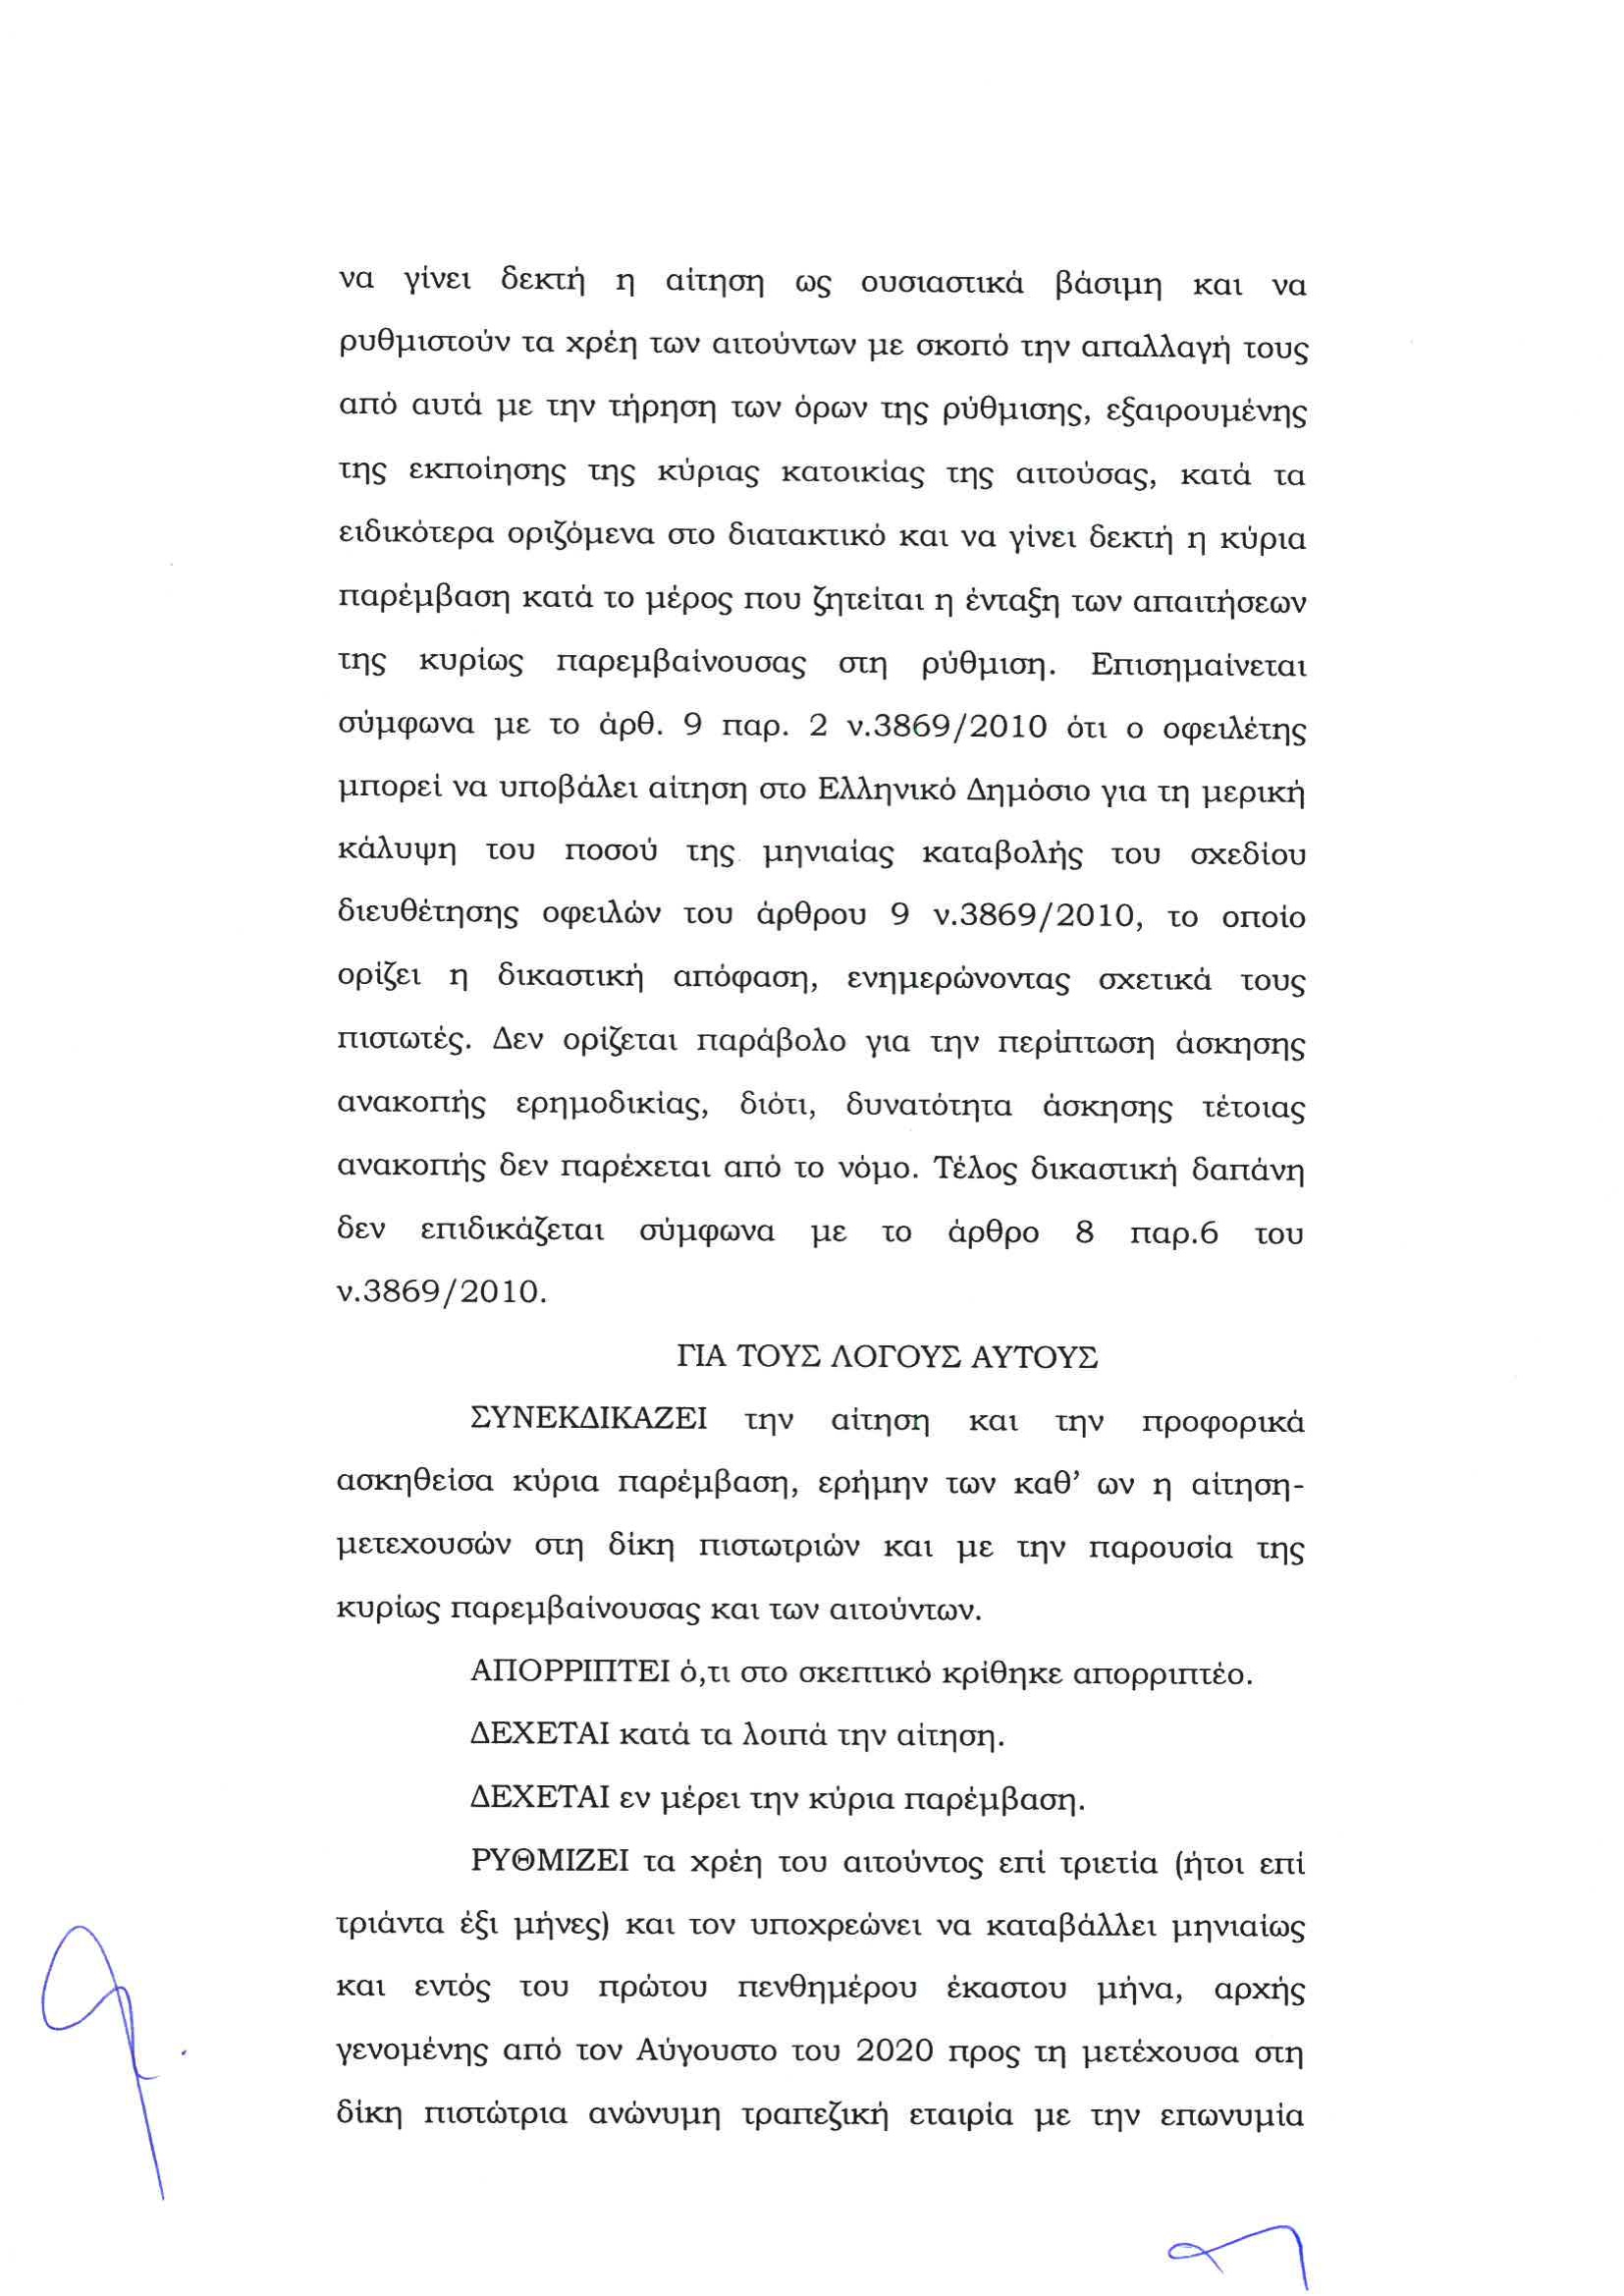 να γίνει δεκτή η αίτηση ως ουσιαστικά βάσιμη και να
ρυθμιστούν τα χρέη των αιτούντων με σκοπό την απαλλαγή τους
από αυτά με την τήρηση των όρων της ρύθμισης, εξαιρουμένης
της εκποίησης της κύριας κατοικίας της αιτούσας, κατά τα
ειδικότερα οριζόμενα στο διατακτικό και να γίνει δεκτή η κύρια
παρέμβαση κατά το μέρος που ζητείται η ένταξη των απαιτήσεων
της κυρίως παρεμβαίνουσας στη ρύθμιση. Επισημαίνεται
σύμφωνα με το άρθ. 9 παρ. 2 ν.3869/2010 ότι ο οφειλέτης
μπορεί να υποβάλει αίτηση στο Ελληνικό Δημόσιο για τη μερική
κάλυψη του ποσού της μηνιαίας καταβολής του σχεδίου
διευθέτησης οφειλών του άρθρου 9 ν.3869/2010, το οποίο
ορίζει η δικαστική απόφαση, ενημερώνοντας σχετικά τους
πιστωτές. Δεν ορίζεται παράβολο για την περίπτωση άσκησης
ανακοπής ερημοδικίας, διότι, δυνατότητα άσκησης τέτοιας
ανακοπής δεν παρέχεται από το νόμο. Τέλος δικαστική δαπάνη
δεν επιδικάζεται σύμφωνα με το άρθρο 8 παρ.6 του
ν.3869/2010.
ΓΙΑ ΤΟΥΣ ΛΟΓΟΥΣ ΑΥΤΟΥΣ
ΣΥΝΕΚΔΙΚΑΖΕΙ την αίτηση και την προφορικά
ασκηθείσα κύρια παρέμβαση, ερήμην των καθ' ων η αίτηση-
μετεχουσών στη δίκη πιστωτριών και με την παρουσία της
κυρίως παρεμβαίνουσας και των αιτούντων.
ΑΠΟΡΡΙΠΤΕΙ ό,τι στο σκεπτικό κρίθηκε απορριπτέο.
ΔΕΧΕΤΑΙ κατά τα λοιπά την αίτηση.
ΔΕΧΕΤΑΙ εν μέρει την κύρια παρέμβαση.
ΡΥΘΜΙΖΕΙ τα χρέη του αιτούντος επί τριετία (ήτοι επί
τριάντα έξι μήνες) και τον υποχρεώνει να καταβάλλει μηνιαίως
και εντός του πρώτου πενθημέρου έκαστου μήνα, αρχής
γενομένης από τον Αύγουστο του 2020 προς τη μετέχουσα στη
δίκη πιστώτρια ανώνυμη τραπεζική εταιρία με την επωνυμία